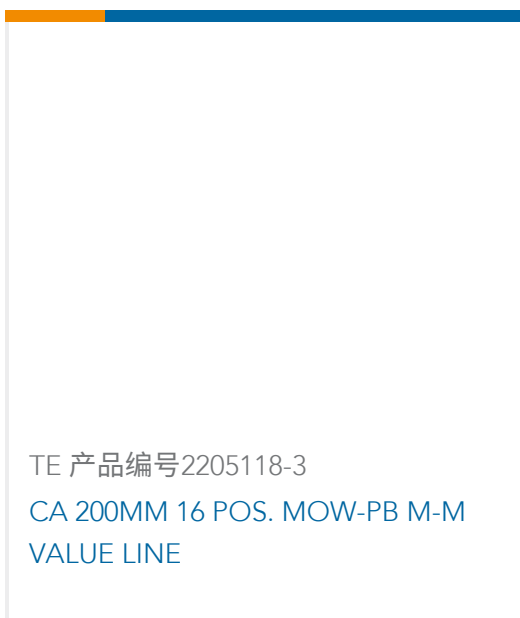 TE 产品编号2205118-3
CA 200MM 16 POS. MOW-PB M-M
VALUE LINE